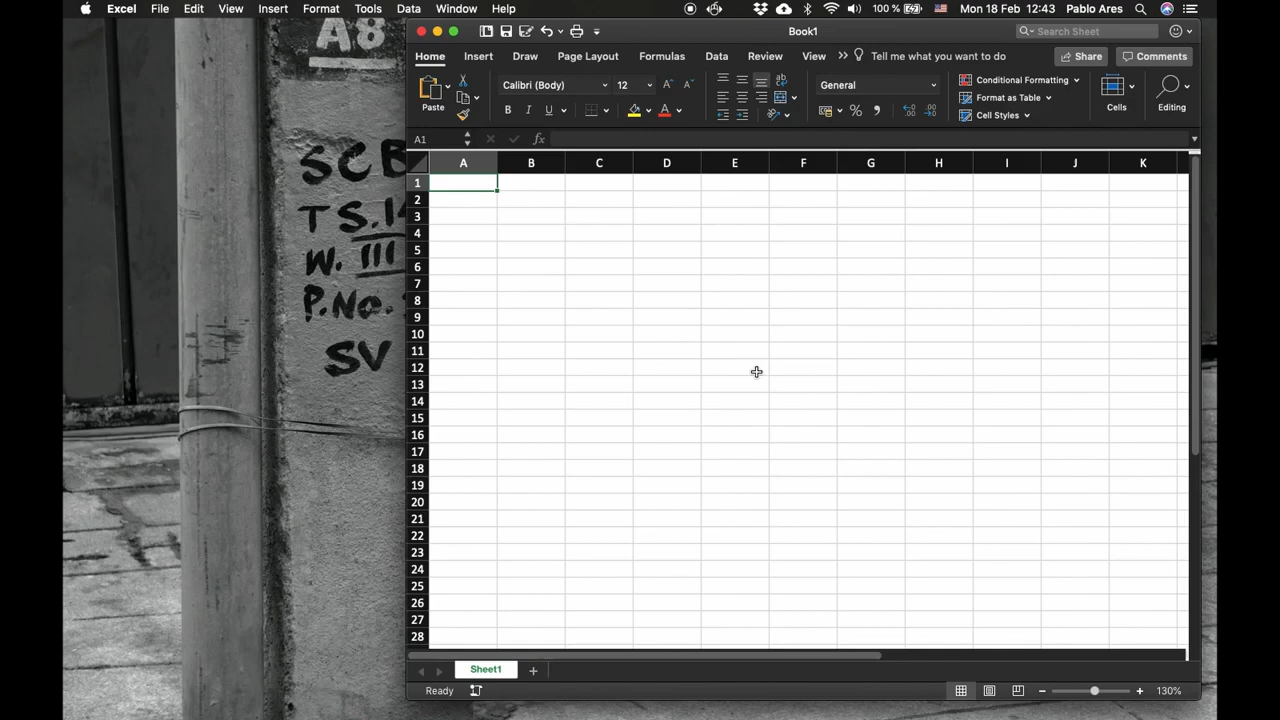 Excel File Edit View Insert Format Tools Data Window Help 100 % Mon 18 Feb 12:43 Pablo Ares
Book1 Search Sheet
Home Insert Draw Page Layout Formulas Data Review View Tell me what you want to do Share Comments
Paste Calibri (Body) 12 General Conditional Formatting Format as Table Cell Styles Cells Editing
B I U A % ab
A1 fx
A B C D E F G H I J K
1
2
3
4
5
6
7
8
9
10
11
12
13
14
15
16
17
18
19
20
21
22
23
24
25
26
27
28
Sheet1 +
Ready 130%
A8
SCB
T S.14
W. III
P.No.
SV